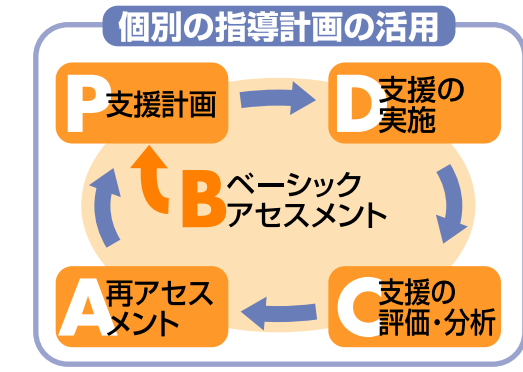 個別の指導計画の活用
P支援計画
D支援の
実施
Bベーシック
アセスメント
A再アセス
メント
C支援の
評価・分析